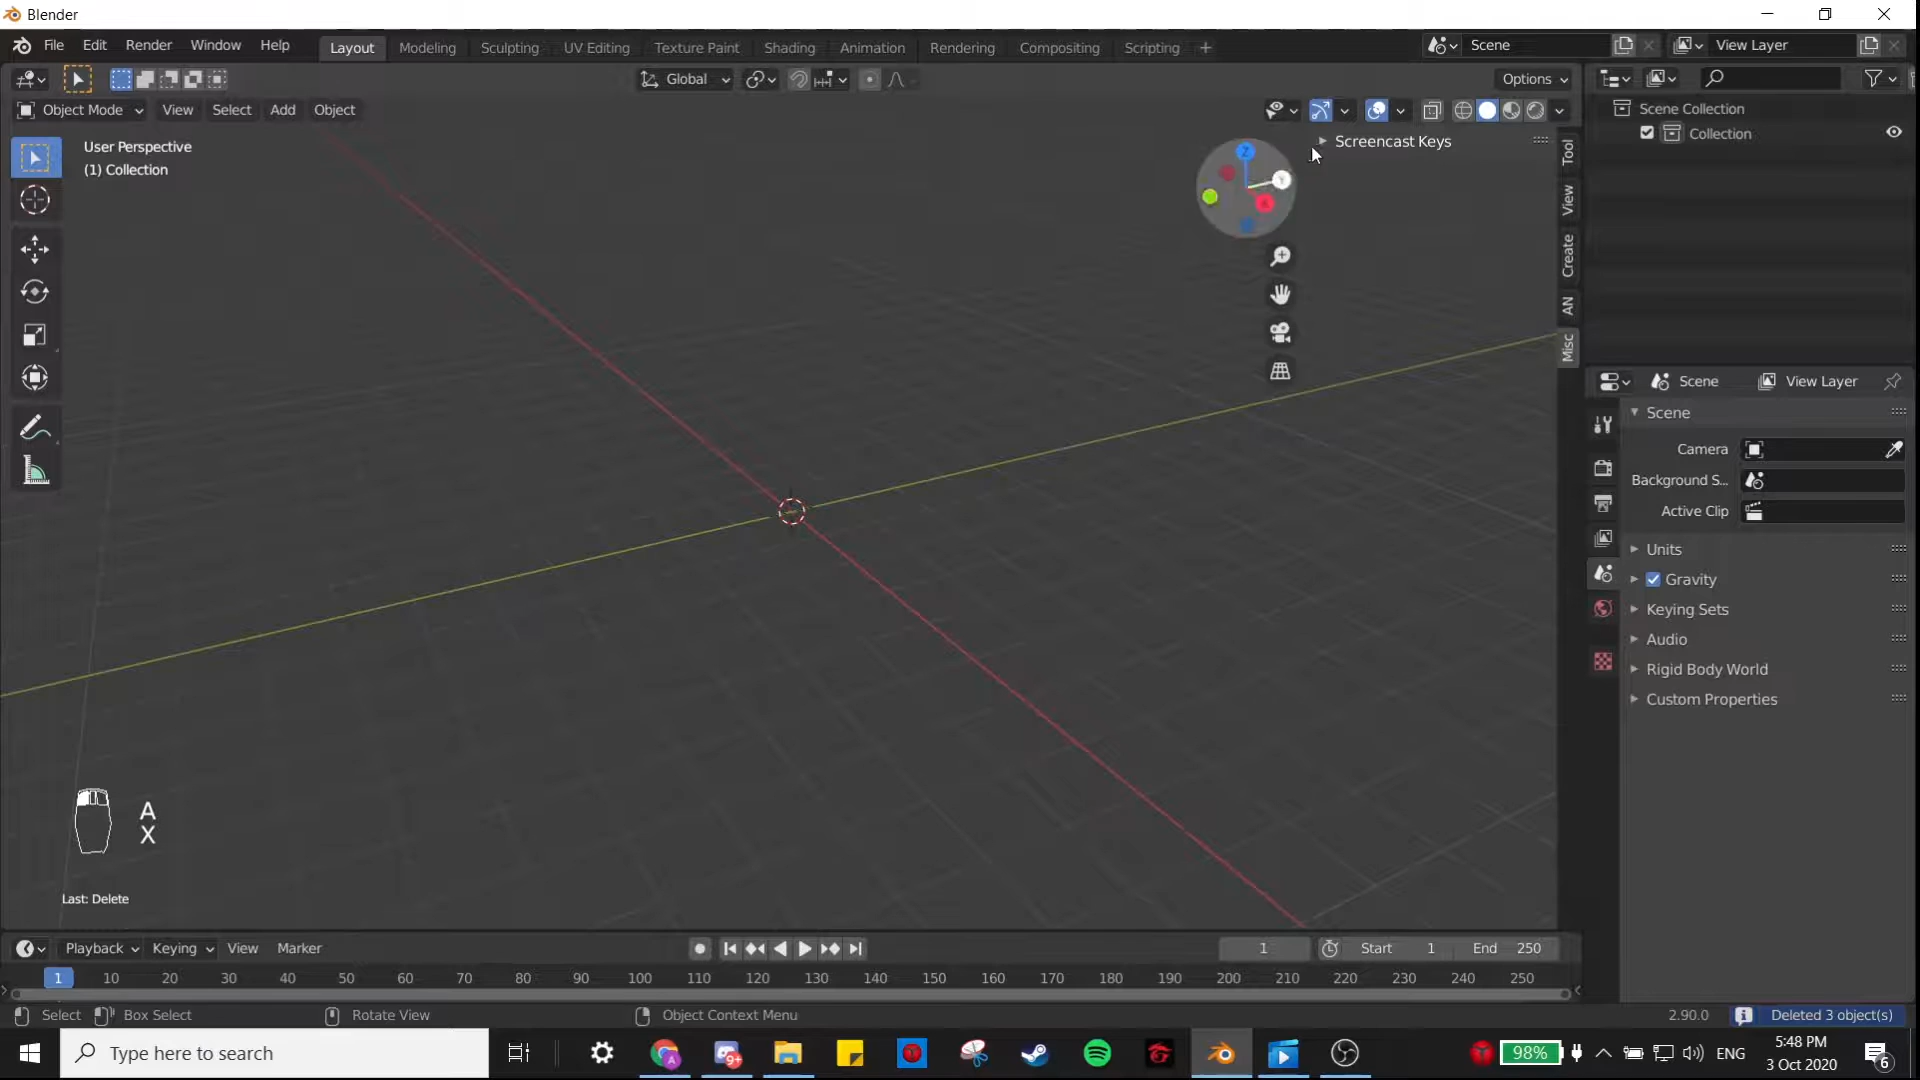 Blender
File Edit Render Window Help Layout Modeling Sculpting UV Editing Texture Paint Shading Animation Rendering Compositing Scripting + Scene View Layer
Global Options
Object Mode View Select Add Object
Scene Collection
Collection
User Perspective
(1) Collection
Screencast Keys
Z
Y
X
Tool
View
Create
AN
Misc
Scene View Layer
Scene
Camera
Background S...
Active Clip
Units
Gravity
Keying Sets
Audio
Rigid Body World
Custom Properties
A
X
Last: Delete
Playback Keying View Marker 1 Start 1 End 250
1 10 20 30 40 50 60 70 80 90 100 110 120 130 140 150 160 170 180 190 200 210 220 230 240 250
Select Box Select Rotate View Object Context Menu 2.90.0 Deleted 3 object(s)
Type here to search
9+
98%
ENG
5:48 PM
3 Oct 2020
6